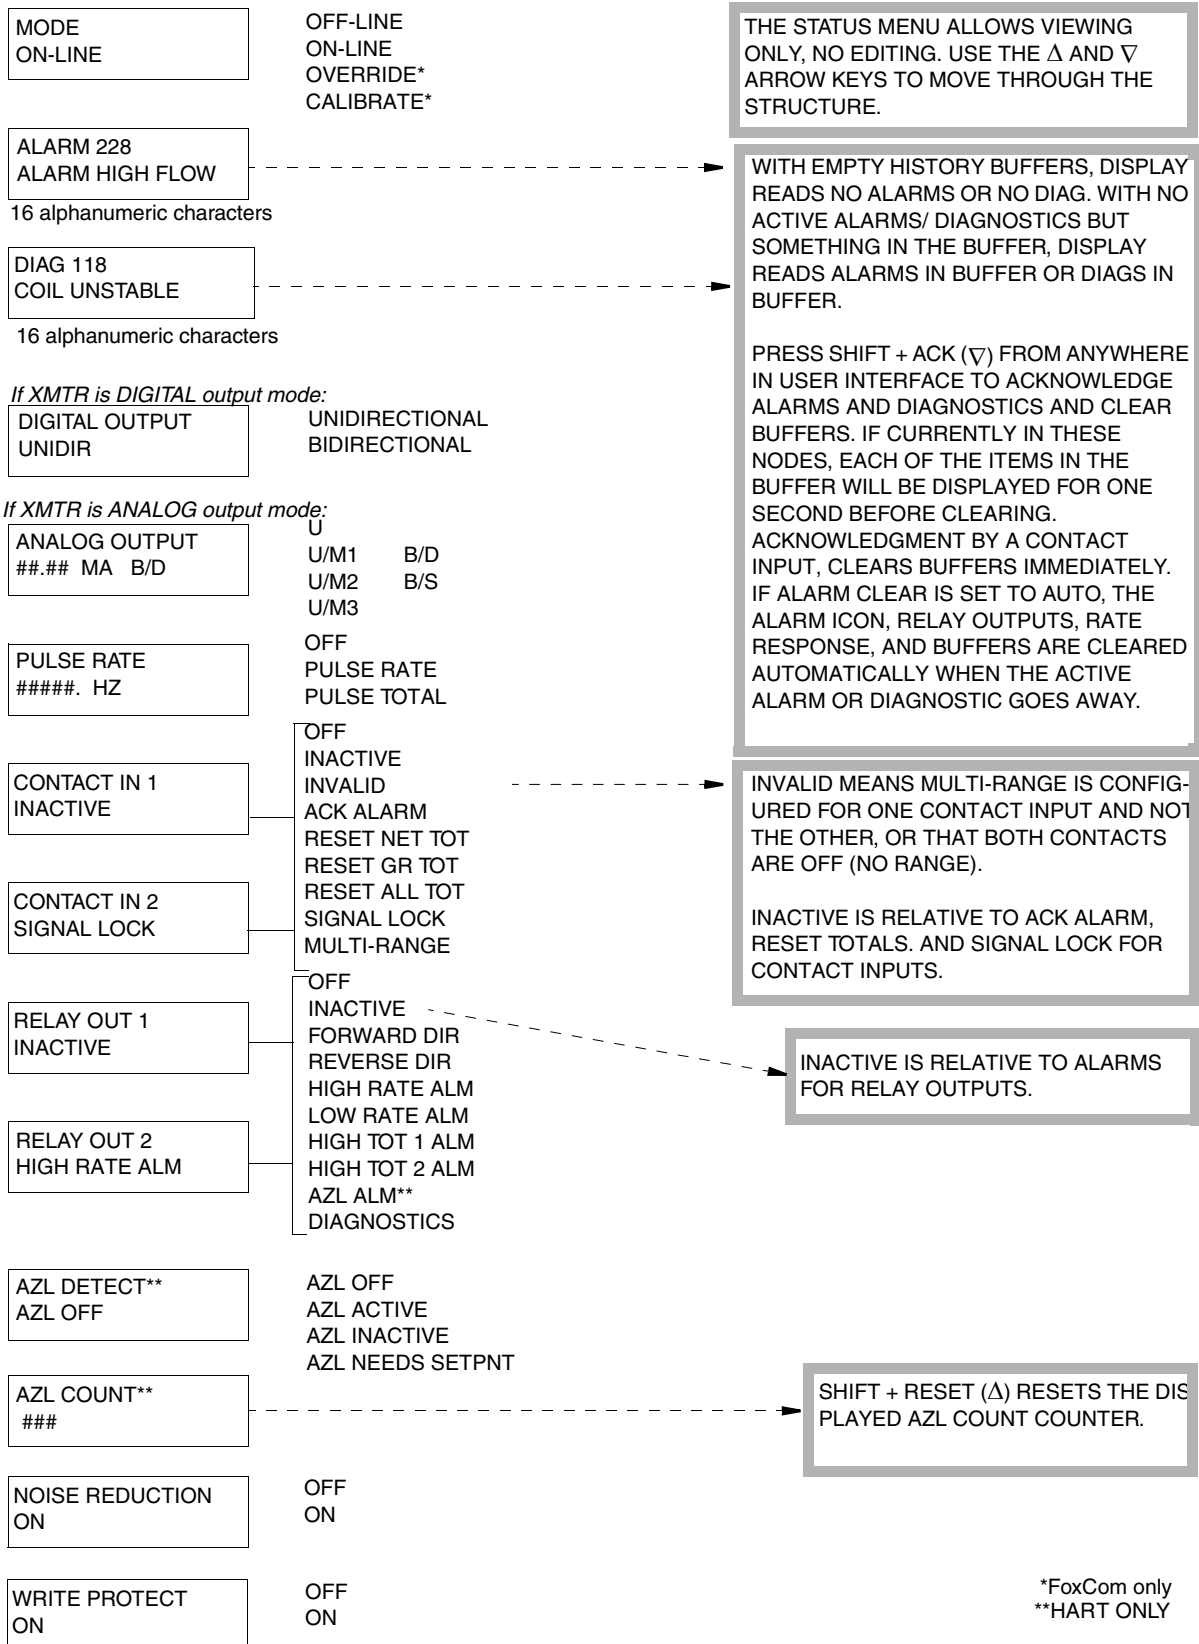 MODE
ON-LINE
OFF-LINE
ON-LINE
OVERRIDE*
CALIBRATE*
THE STATUS MENU ALLOWS VIEWING
ONLY, NO EDITING. USE THE Δ AND ∇
ARROW KEYS TO MOVE THROUGH THE
STRUCTURE.
ALARM 228
ALARM HIGH FLOW
16 alphanumeric characters
DIAG 118
COIL UNSTABLE
16 alphanumeric characters
WITH EMPTY HISTORY BUFFERS, DISPLAY
READS NO ALARMS OR NO DIAG. WITH NO
ACTIVE ALARMS/ DIAGNOSTICS BUT
SOMETHING IN THE BUFFER, DISPLAY
READS ALARMS IN BUFFER OR DIAGS IN
BUFFER.
PRESS SHIFT + ACK (∇) FROM ANYWHERE
IN USER INTERFACE TO ACKNOWLEDGE
ALARMS AND DIAGNOSTICS AND CLEAR
BUFFERS. IF CURRENTLY IN THESE
NODES, EACH OF THE ITEMS IN THE
BUFFER WILL BE DISPLAYED FOR ONE
SECOND BEFORE CLEARING.
ACKNOWLEDGMENT BY A CONTACT
INPUT, CLEARS BUFFERS IMMEDIATELY.
IF ALARM CLEAR IS SET TO AUTO, THE
ALARM ICON, RELAY OUTPUTS, RATE
RESPONSE, AND BUFFERS ARE CLEARED
AUTOMATICALLY WHEN THE ACTIVE
ALARM OR DIAGNOSTIC GOES AWAY.
If XMTR is DIGITAL output mode:
DIGITAL OUTPUT
UNIDIR
UNIDIRECTIONAL
BIDIRECTIONAL
If XMTR is ANALOG output mode:
ANALOG OUTPUT
##.## MA B/D
U
U/M1 B/D
U/M2 B/S
U/M3
PULSE RATE
#####. HZ
OFF
PULSE RATE
PULSE TOTAL
CONTACT IN 1
INACTIVE
CONTACT IN 2
SIGNAL LOCK
OFF
INACTIVE
INVALID
ACK ALARM
RESET NET TOT
RESET GR TOT
RESET ALL TOT
SIGNAL LOCK
MULTI-RANGE
INVALID MEANS MULTI-RANGE IS CONFIG-
URED FOR ONE CONTACT INPUT AND NOT
THE OTHER, OR THAT BOTH CONTACTS
ARE OFF (NO RANGE).
INACTIVE IS RELATIVE TO ACK ALARM,
RESET TOTALS. AND SIGNAL LOCK FOR
CONTACT INPUTS.
RELAY OUT 1
INACTIVE
RELAY OUT 2
HIGH RATE ALM
OFF
INACTIVE
FORWARD DIR
REVERSE DIR
HIGH RATE ALM
LOW RATE ALM
HIGH TOT 1 ALM
HIGH TOT 2 ALM
AZL ALM**
DIAGNOSTICS
INACTIVE IS RELATIVE TO ALARMS
FOR RELAY OUTPUTS.
AZL DETECT**
AZL OFF
AZL OFF
AZL ACTIVE
AZL INACTIVE
AZL NEEDS SETPNT
AZL COUNT**
###
SHIFT + RESET (Δ) RESETS THE DIS
PLAYED AZL COUNT COUNTER.
NOISE REDUCTION
ON
OFF
ON
WRITE PROTECT
ON
OFF
ON
*FoxCom only
**HART ONLY